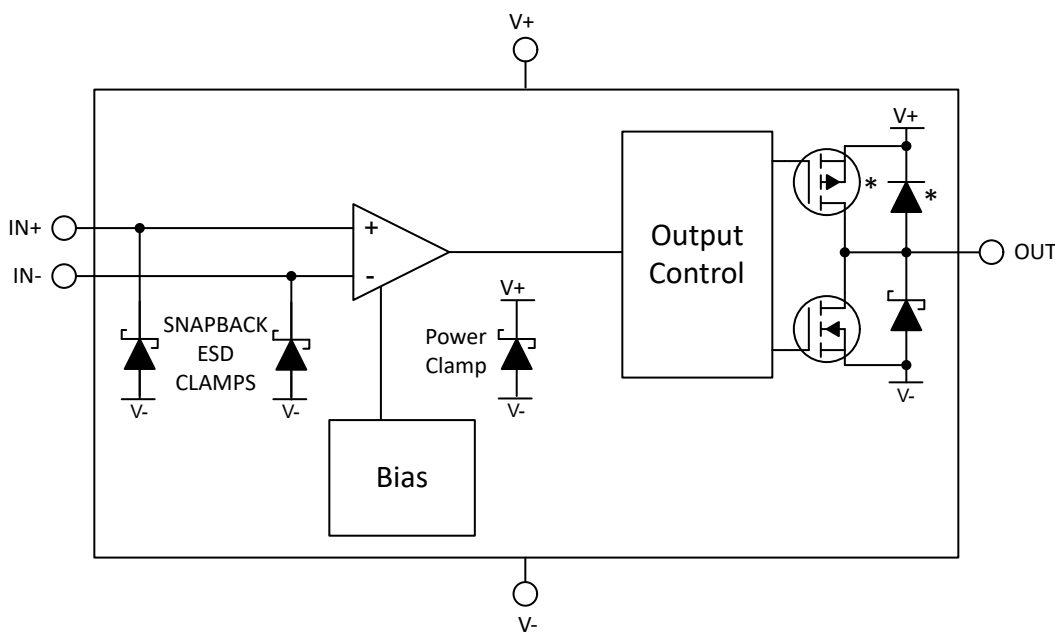 V+
IN+
IN-
+
-
SNAPBACK
ESD
CLAMPS
V-
V-
Bias
V+
Power
Clamp
V-
Output
Control
V+
*
*
OUT
V-
V-